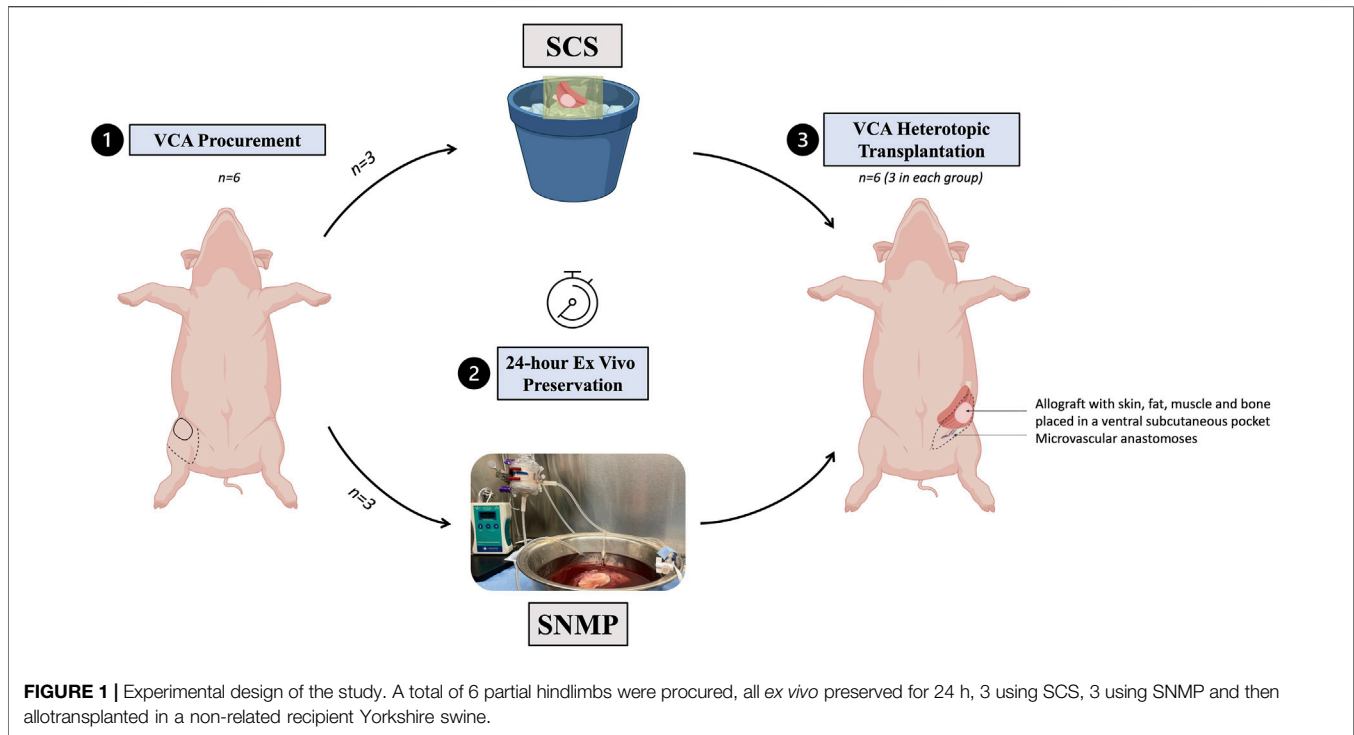 SCS
1
VCA Procurement
n=6
n=3
3
VCA Heterotopic
Transplantation
n=6 (3 in each group)
2
24-hour Ex Vivo
Preservation
Allograft with skin, fat, muscle and bone
placed in a ventral subcutaneous pocket
Microvascular anastomoses
n=3
SNMP
FIGURE 1 | Experimental design of the study. A total of 6 partial hindlimbs were procured, all ex vivo preserved for 24 h, 3 using SCS, 3 using SNMP and then
allotransplanted in a non-related recipient Yorkshire swine.